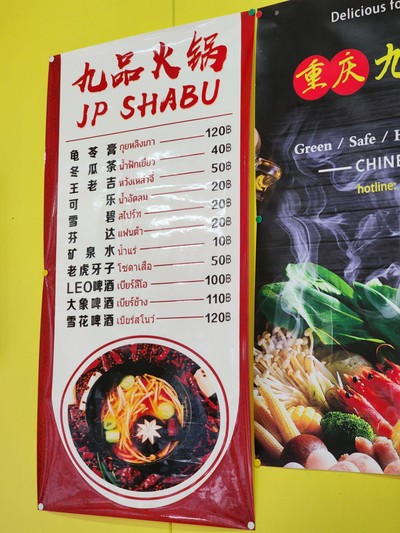 九品火锅
JP SHABU
龟苓膏 กุยหลิงเกา 120B
冬瓜茶 น้ำฟักเขียว 40B
王老吉 หวังเหล่าจี๋ 50B
可乐 น้ำอัดลม 20B
雪碧 สไปร์ท 20B
芬达 แฟนต้า 20B
矿泉水 น้ำแร่ 10B
老虎牙子 โซดาเสือ 50B
LEO啤酒 เบียร์ลีโอ 100B
大象啤酒 เบียร์ช้าง 110B
雪花啤酒 เบียร์สโนว์ 120B
Delicious fo
重庆九
Green / Safe / H
CHINE
hotline: